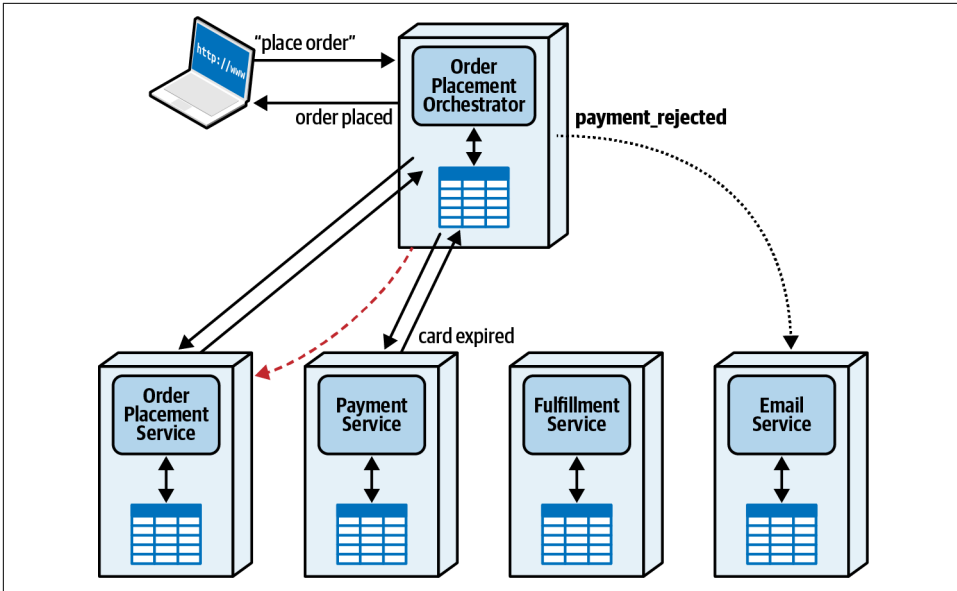 http://www
“place order”
order placed
Order
Placement
Orchestrator
payment_rejected
card expired
Order
Placement
Service
Payment
Service
Fulfillment
Service
Email
Service